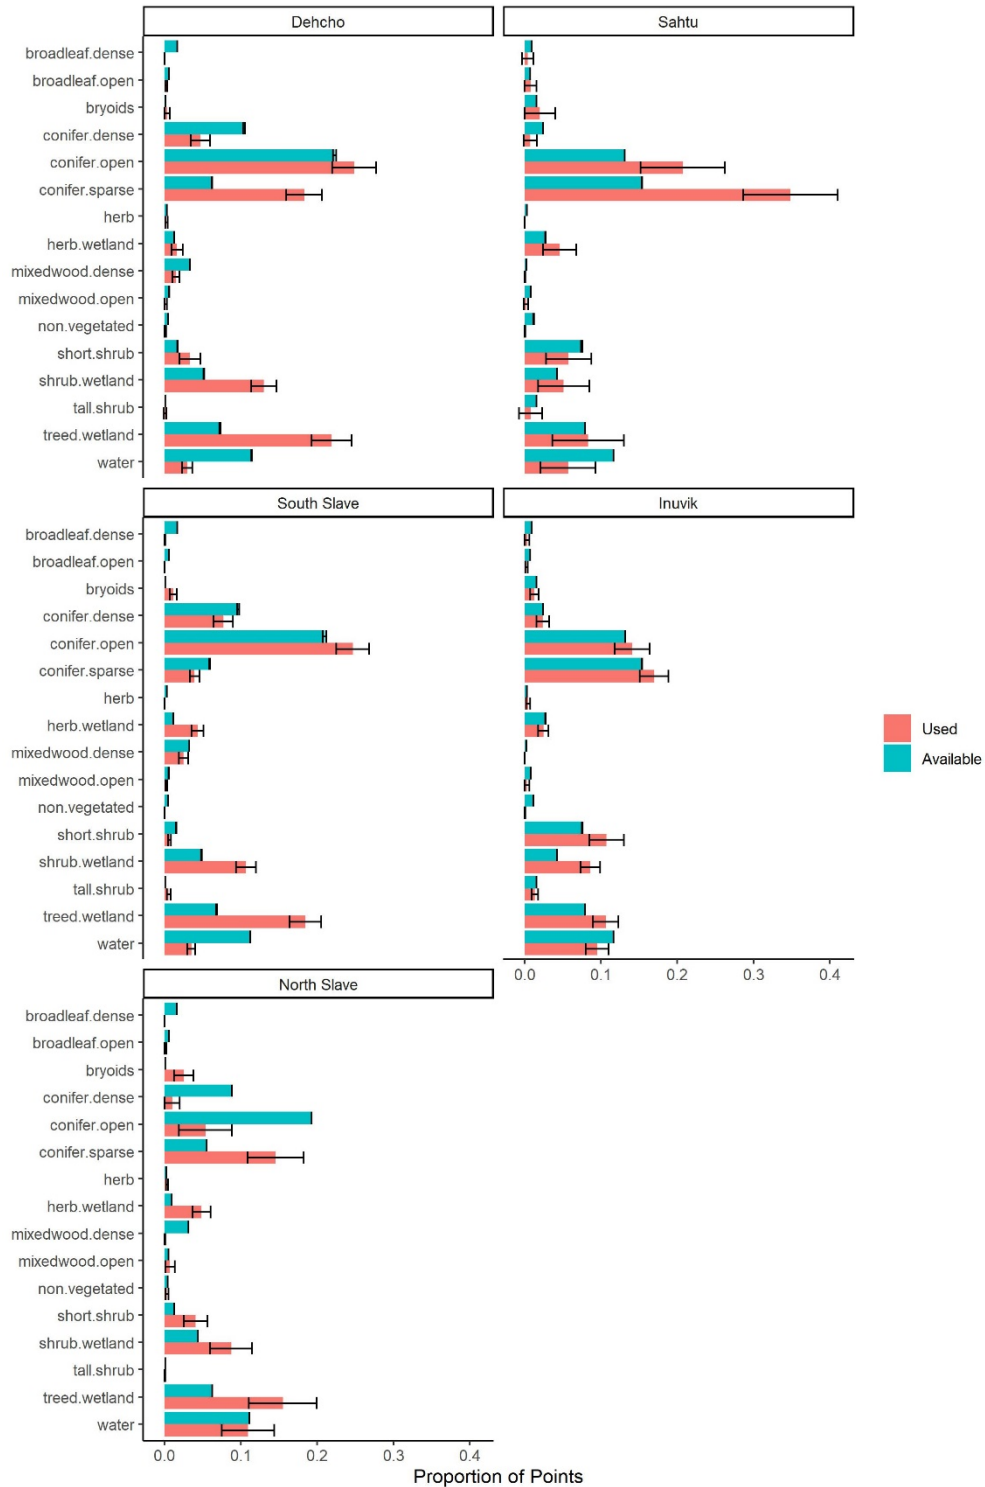 Dehcho
Sahtu
broadleaf.dense
broadleaf.open
bryoids
conifer.dense
conifer.open
conifer.sparse
herb
herb.wetland
mixedwood.dense
mixedwood.open
non.vegetated
short.shrub
shrub.wetland
tall.shrub
treed.wetland
water
South Slave
Inuvik
broadleaf.dense
broadleaf.open
bryoids
conifer.dense
conifer.open
conifer.sparse
herb
herb.wetland
mixedwood.dense
mixedwood.open
non.vegetated
short.shrub
shrub.wetland
tall.shrub
treed.wetland
water
0.0 0.1 0.2 0.3 0.4
Used
Available
North Slave
broadleaf.dense
broadleaf.open
bryoids
conifer.dense
conifer.open
conifer.sparse
herb
herb.wetland
mixedwood.dense
mixedwood.open
non.vegetated
short.shrub
shrub.wetland
tall.shrub
treed.wetland
water
0.0 0.1 0.2 0.3 0.4
Proportion of Points